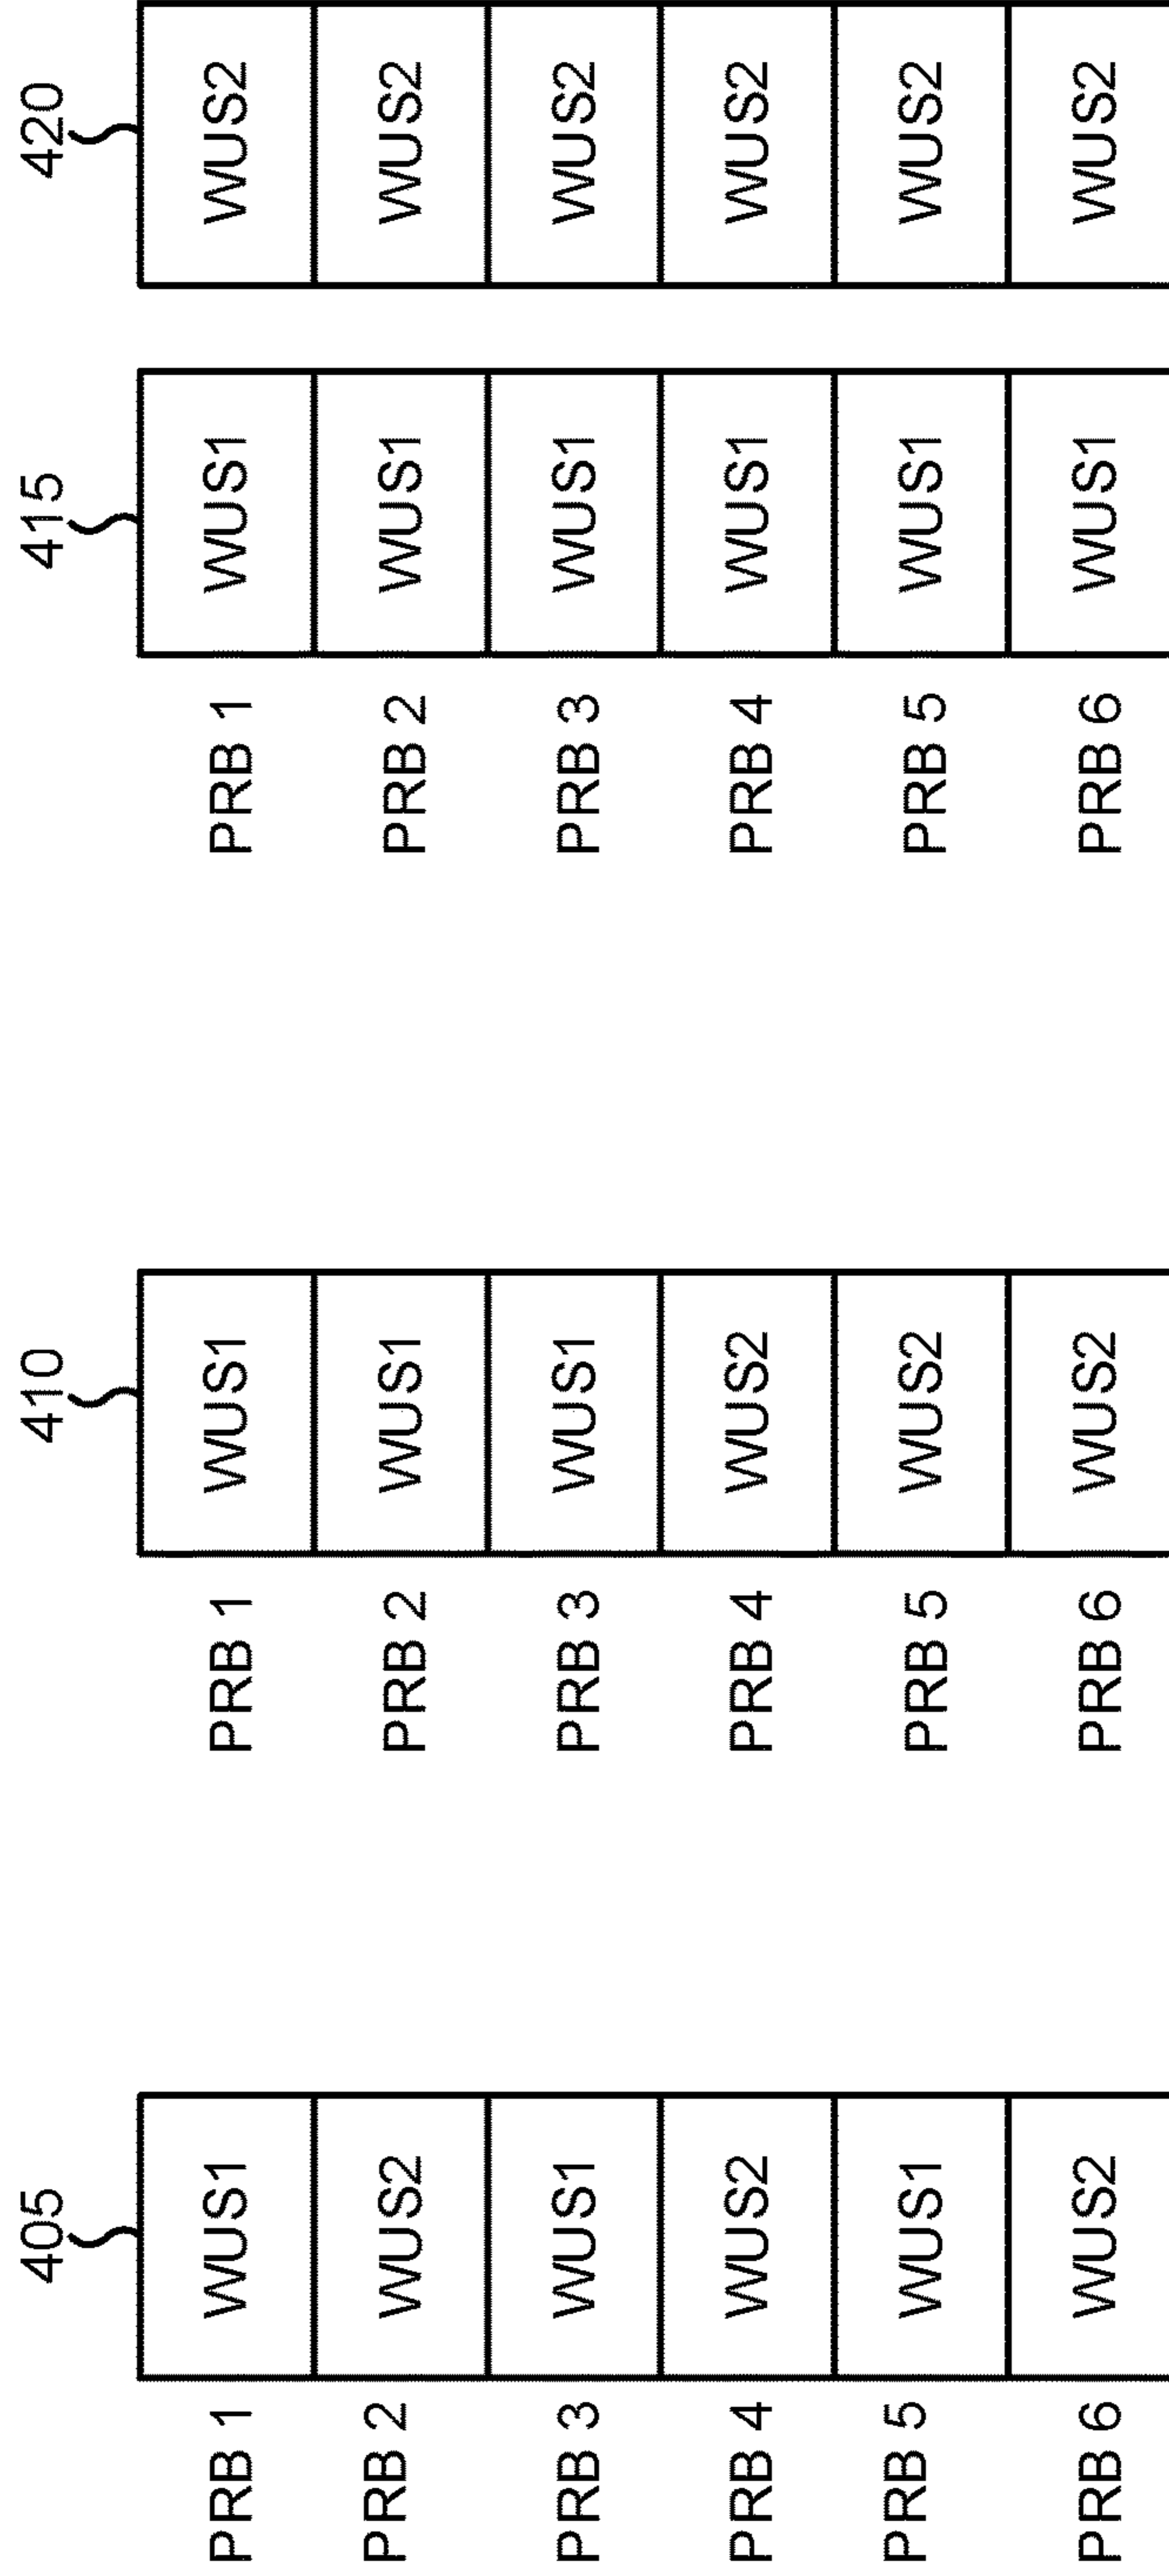 405 410 415 420
PRB 1 WUS1 PRB 1 WUS1 PRB 1 WUS1 WUS2
PRB 2 WUS2 PRB 2 WUS1 PRB 2 WUS1 WUS2
PRB 3 WUS1 PRB 3 WUS1 PRB 3 WUS1 WUS2
PRB 4 WUS2 PRB 4 WUS2 PRB 4 WUS1 WUS2
PRB 5 WUS1 PRB 5 WUS2 PRB 5 WUS1 WUS2
PRB 6 WUS2 PRB 6 WUS2 PRB 6 WUS1 WUS2